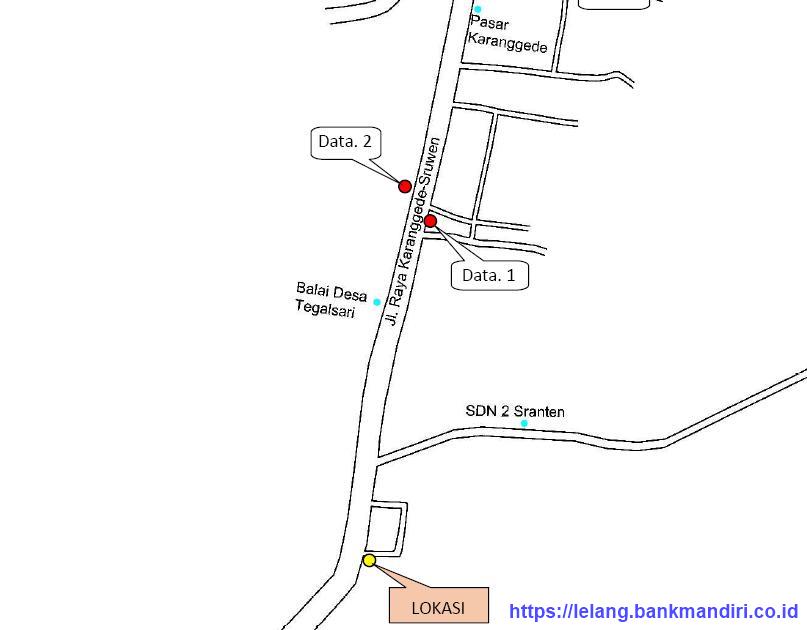 Pasar
Karanggede
Data. 2
Jl. Raya Karanggede-Sruwen
Data. 1
Balai Desa
Tegalsari
SDN 2 Sranten
LOKASI
https://lelang.bankmandiri.co.id